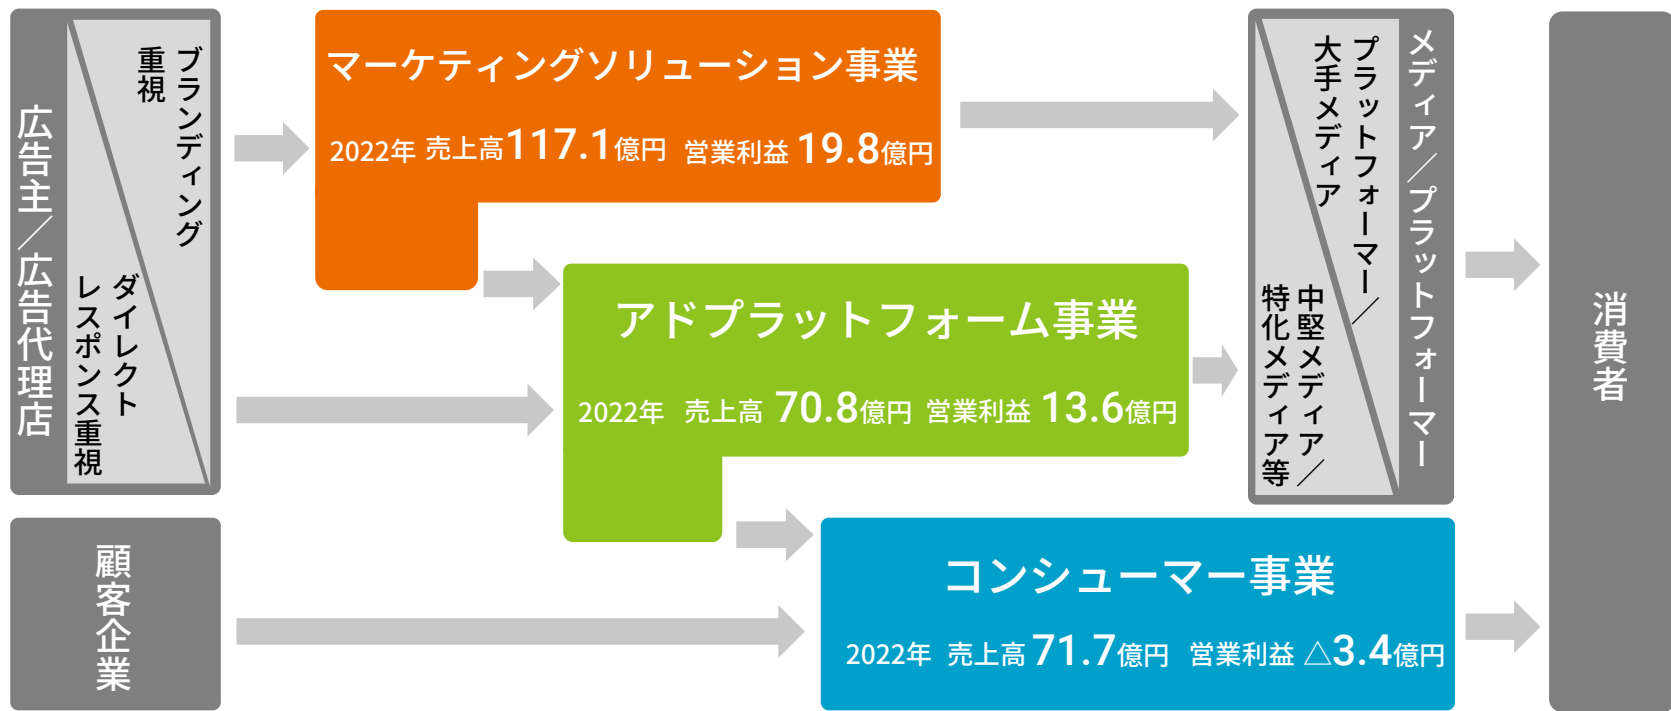 広告主／広告代理店
ブランディング
重視
ダイレクト
レスポンス重視
マーケティングソリューション事業
2022年 売上高117.1億円 営業利益 19.8億円
アドプラットフォーム事業
2022年 売上高 70.8億円 営業利益 13.6億円
メディア／プラットフォーマー
プラットフォーマー／
大手メディア
中堅メディア／
特化メディア等
消費者
顧客企業
コンシューマー事業
2022年 売上高 71.7億円 営業利益 △3.4億円